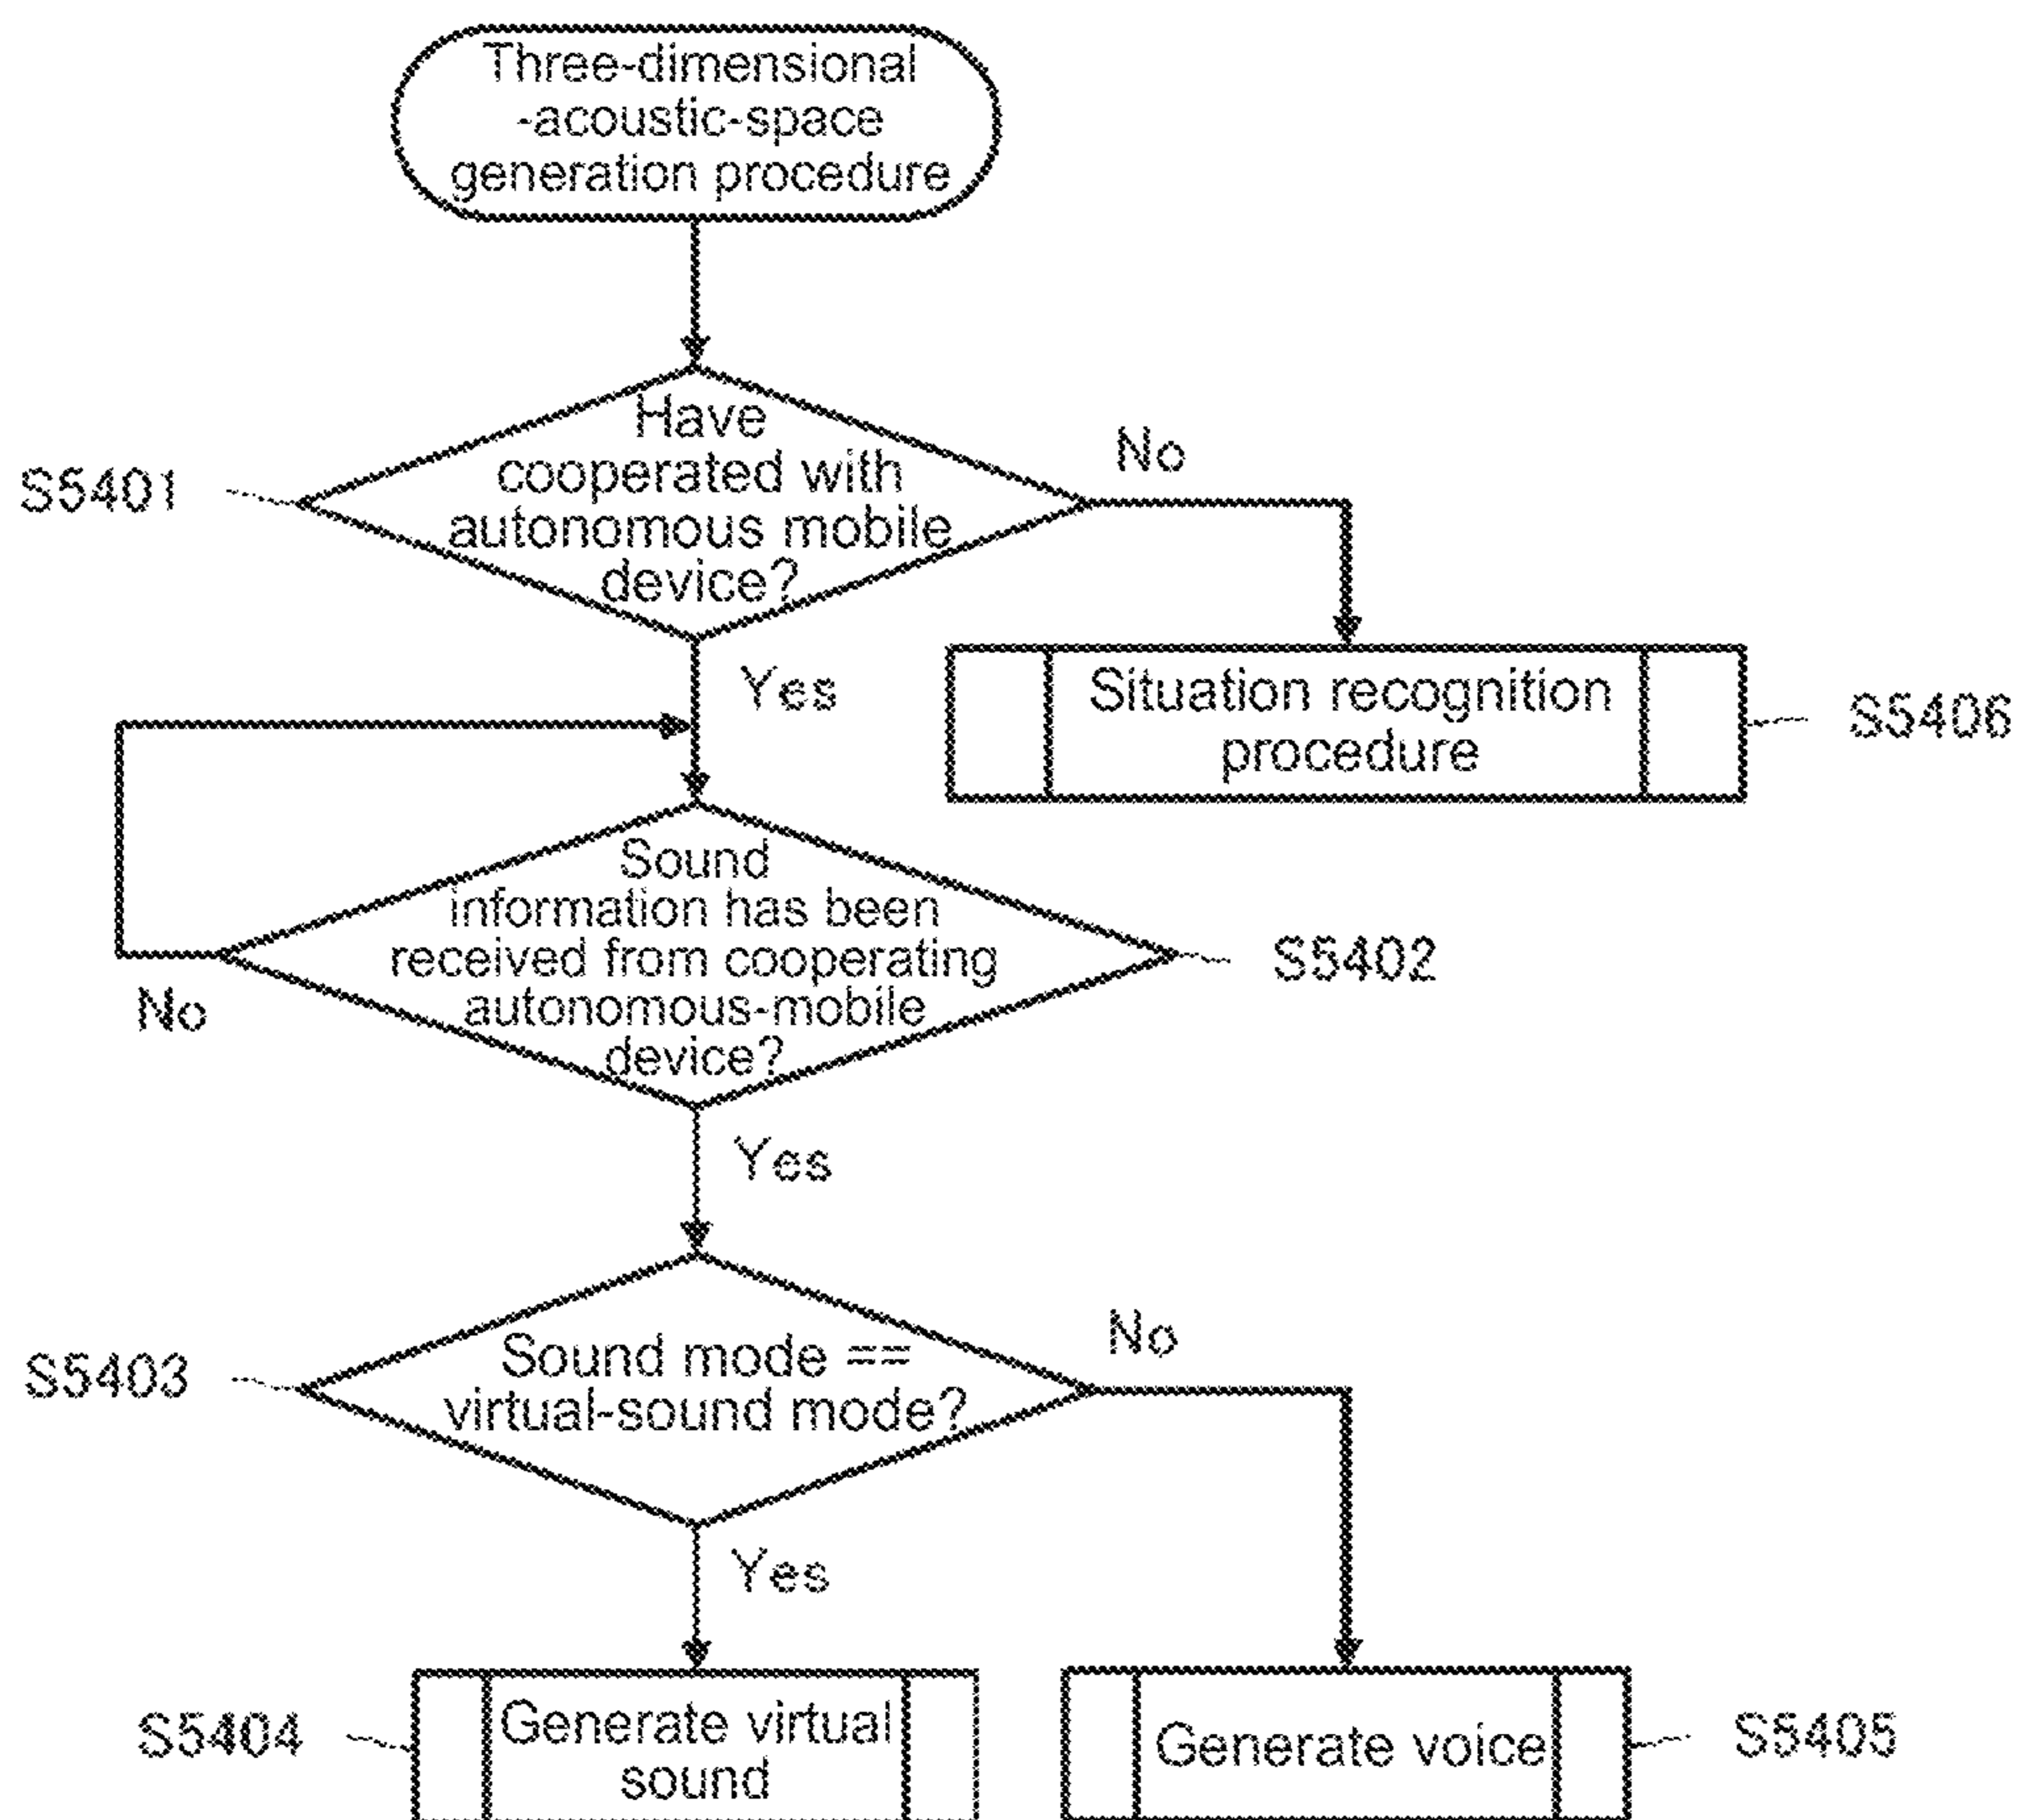 Three-dimensional
-acoustic-space
generation procedure
Have
cooperated with
autonomous mobile
device?
No
S5401
Yes
Situation recognition
procedure
S5406
Sound
information has been
received from cooperating
autonomous-mobile
device?
S5402
No
Yes
Sound mode ==
virtual-sound mode?
No
S5403
Yes
Generate virtual
sound
S5404
Generate voice
S5405